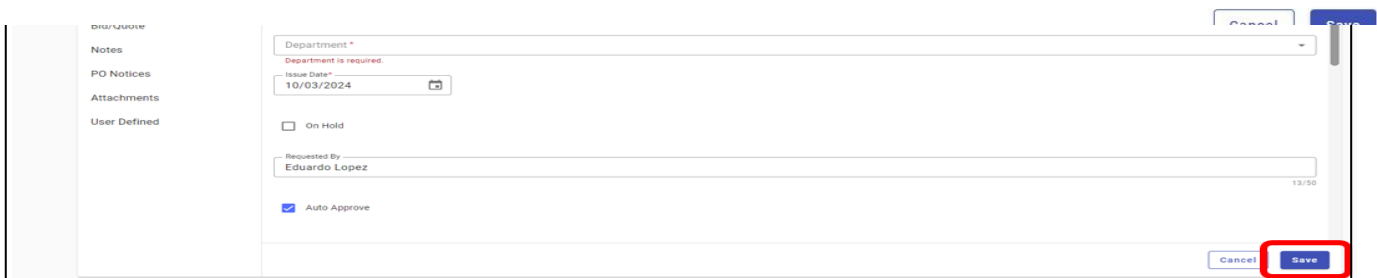 Cancel Save
Bid/Quote
Department *
Notes
Department is required.
PO Notices
Issue Date*
10/03/2024
Attachments
User Defined
On Hold
Requested By
Eduardo Lopez
13/50
Auto Approve
Cancel Save